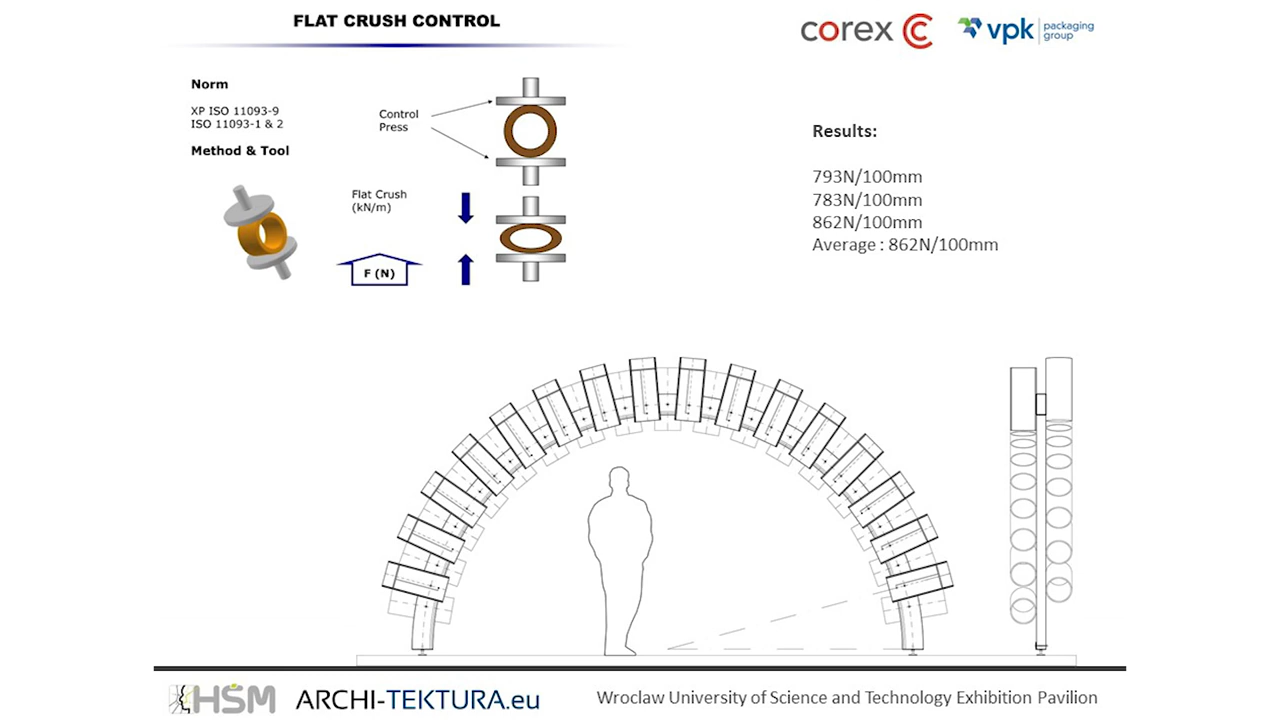 FLAT CRUSH CONTROL
corex
vpk packaging group
Norm
XP ISO 11093-9
ISO 11093-1 & 2
Method & Tool
Control
Press
Flat Crush
(kN/m)
F (N)
Results:
793N/100mm
783N/100mm
862N/100mm
Average : 862N/100mm
HSM
ARCHI-TEKTURA.eu
Wroclaw University of Science and Technology Exhibition Pavilion